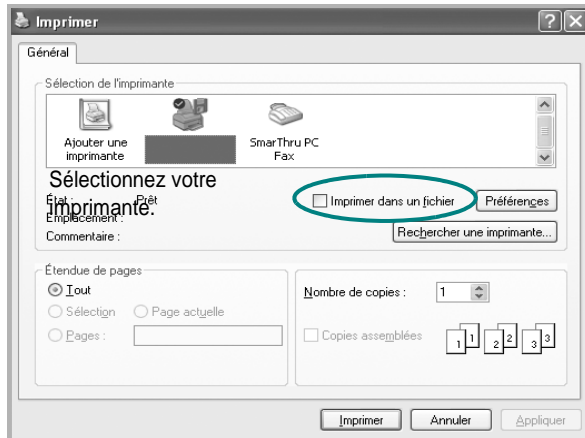 Imprimer
Général
Sélection de l'imprimante
Ajouter une
imprimante
SmarThru PC
Fax
Sélectionnez votre
imprimante.
État : Prêt
Emplacement :
Commentaire :
Imprimer dans un fichier
Préférences
Rechercher une imprimante...
Étendue de pages
Tout
Sélection Page actuelle
Pages :
Nombre de copies : 1
Copies assemblées
1 1 2 2 3 3
Imprimer Annuler Appliquer